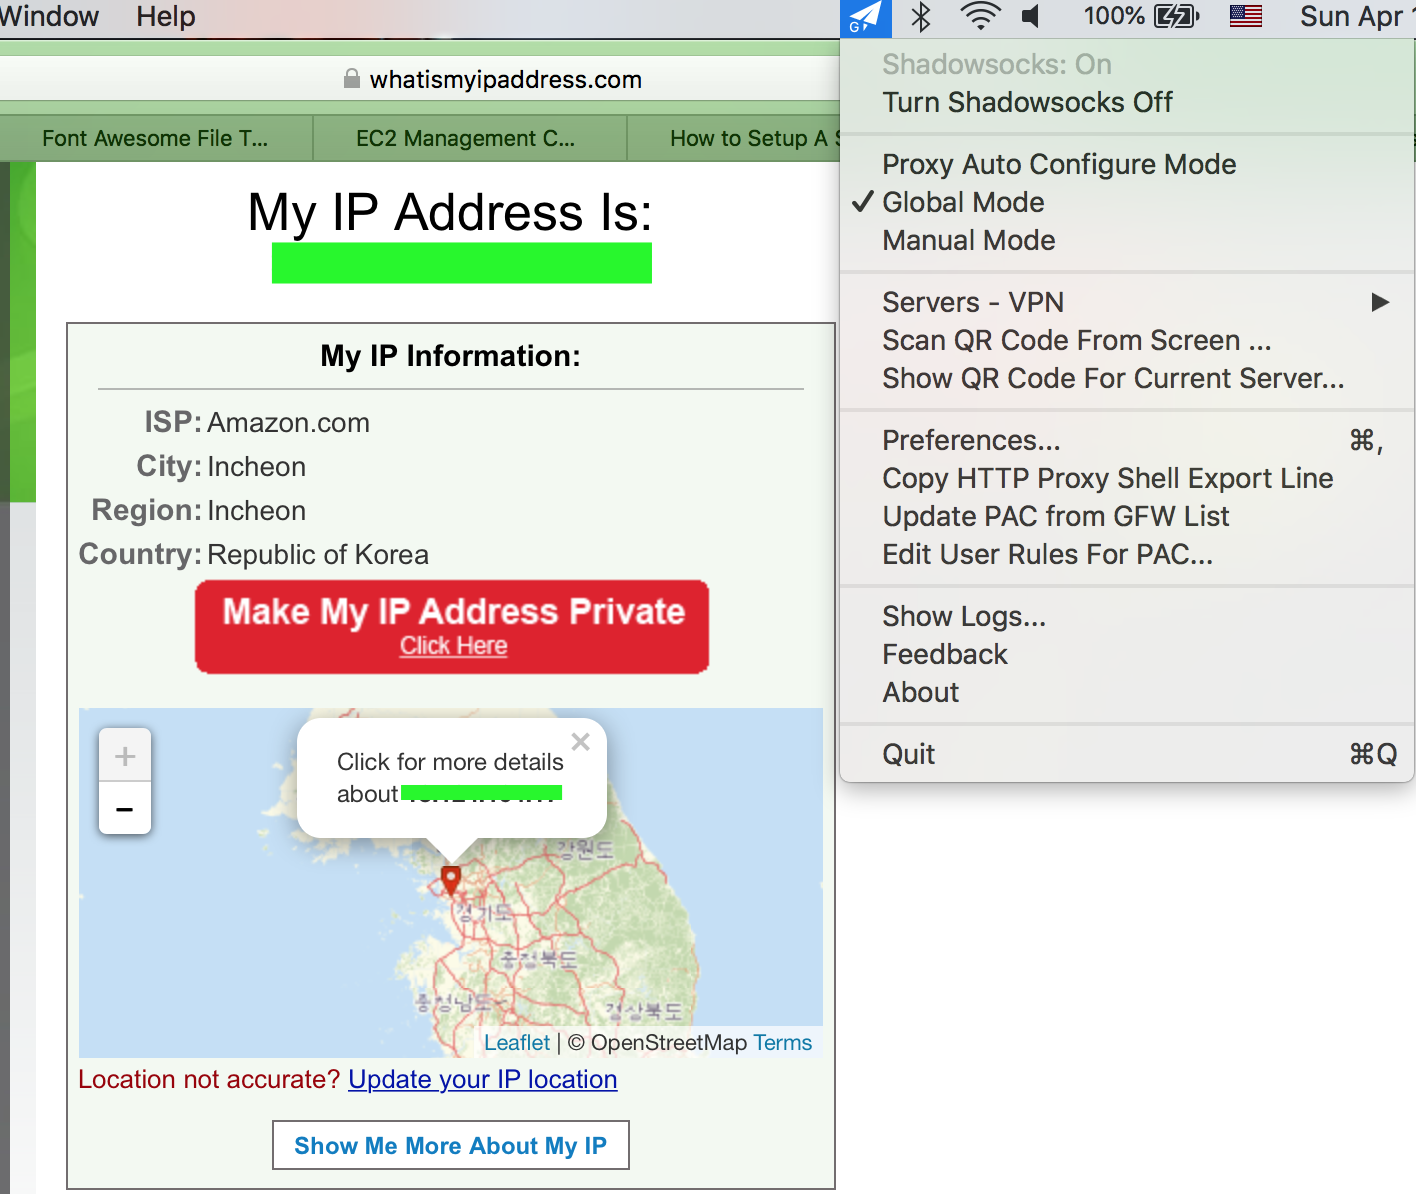 Window Help
G
100%
Sun Apr
whatismyipaddress.com
Font Awesome File T...
EC2 Management C...
How to Setup A
My IP Address Is:
My IP Information:
ISP: Amazon.com
City: Incheon
Region: Incheon
Country: Republic of Korea
Make My IP Address Private
Click Here
+
−
×
Click for more details
about
강원도
경기도
충청북도
충청남도
경상북도
Leaflet | © OpenStreetMap Terms
Location not accurate? Update your IP location
Show Me More About My IP
Shadowsocks: On
Turn Shadowsocks Off
Proxy Auto Configure Mode
✓ Global Mode
Manual Mode
Servers - VPN ▶
Scan QR Code From Screen ...
Show QR Code For Current Server...
Preferences... ⌘,
Copy HTTP Proxy Shell Export Line
Update PAC from GFW List
Edit User Rules For PAC...
Show Logs...
Feedback
About
Quit ⌘Q